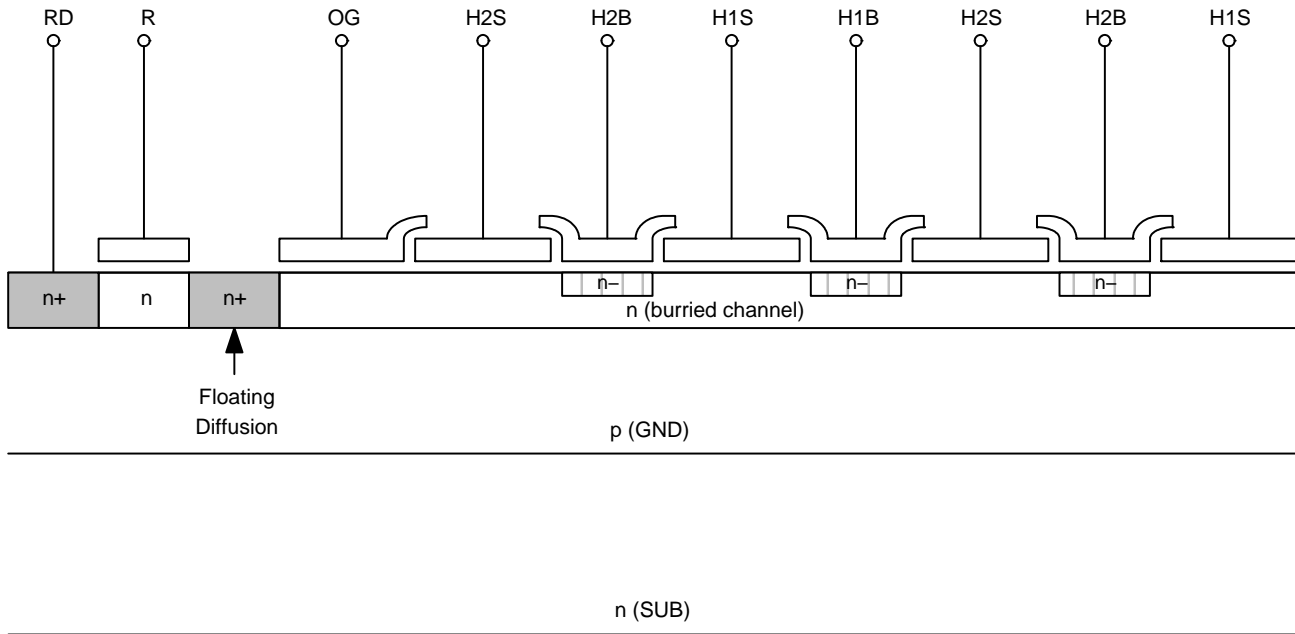 RD R OG H2S H2B H1S H1B H2S H2B H1S
n+ n n+ n– n– n–
n (burried channel)
Floating
Diffusion
p (GND)
n (SUB)